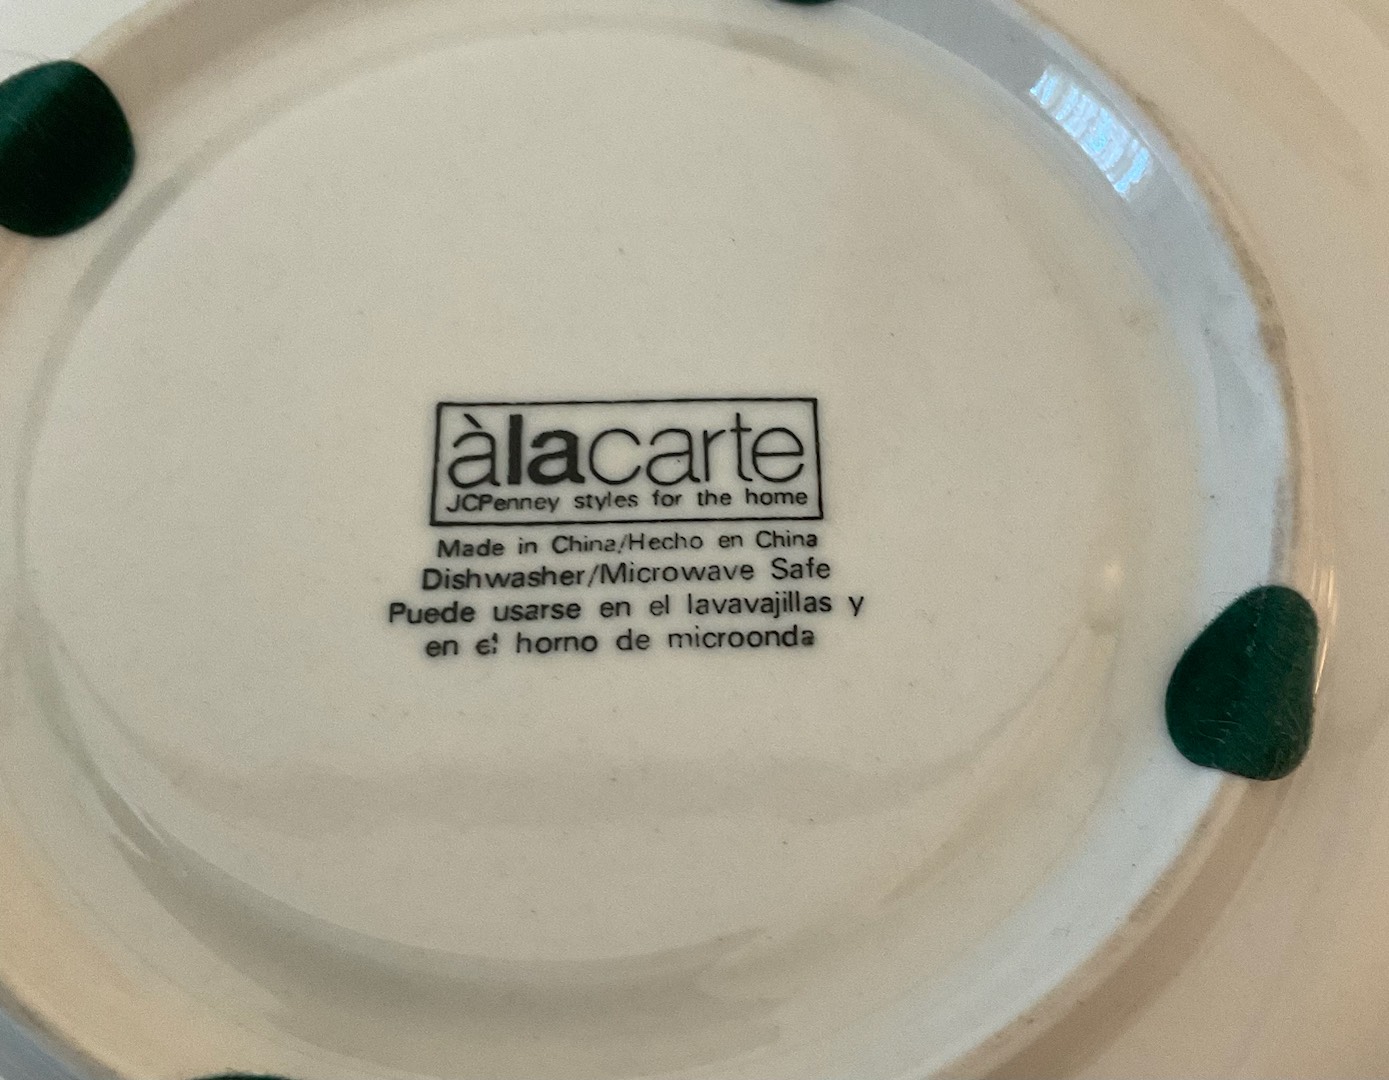 àlacarte
JCPenney styles for the home
Made in China/Hecho en China
Dishwasher/Microwave Safe
Puede usarse en el lavavajillas y
en el horno de microonda